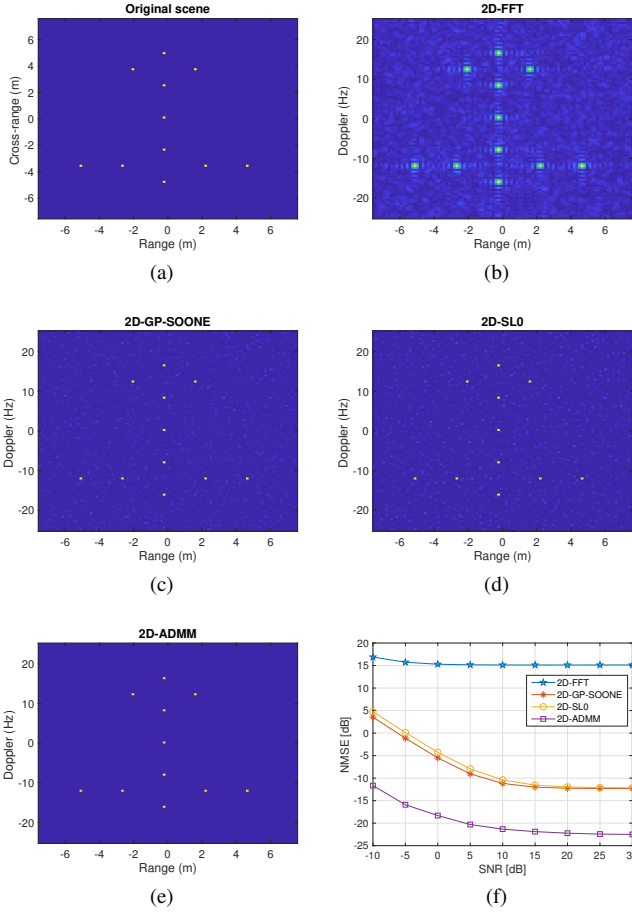 Original scene
6
4
2
0
-2
-4
-6
Cross-range (m)
-6 -4 -2 0 2 4 6
Range (m)
(a)
2D-FFT
20
10
0
-10
-20
Doppler (Hz)
-6 -4 -2 0 2 4 6
Range (m)
(b)
2D-GP-SOONE
20
10
0
-10
-20
Doppler (Hz)
-6 -4 -2 0 2 4 6
Range (m)
(c)
2D-SL0
20
10
0
-10
-20
Doppler (Hz)
-6 -4 -2 0 2 4 6
Range (m)
(d)
2D-ADMM
20
10
0
-10
-20
Doppler (Hz)
-6 -4 -2 0 2 4 6
Range (m)
(e)
20
15
10
5
0
-5
-10
-15
-20
-25
NMSE [dB]
2D-FFT
2D-GP-SOONE
2D-SL0
2D-ADMM
-10 -5 0 5 10 15 20 25 30
SNR [dB]
(f)